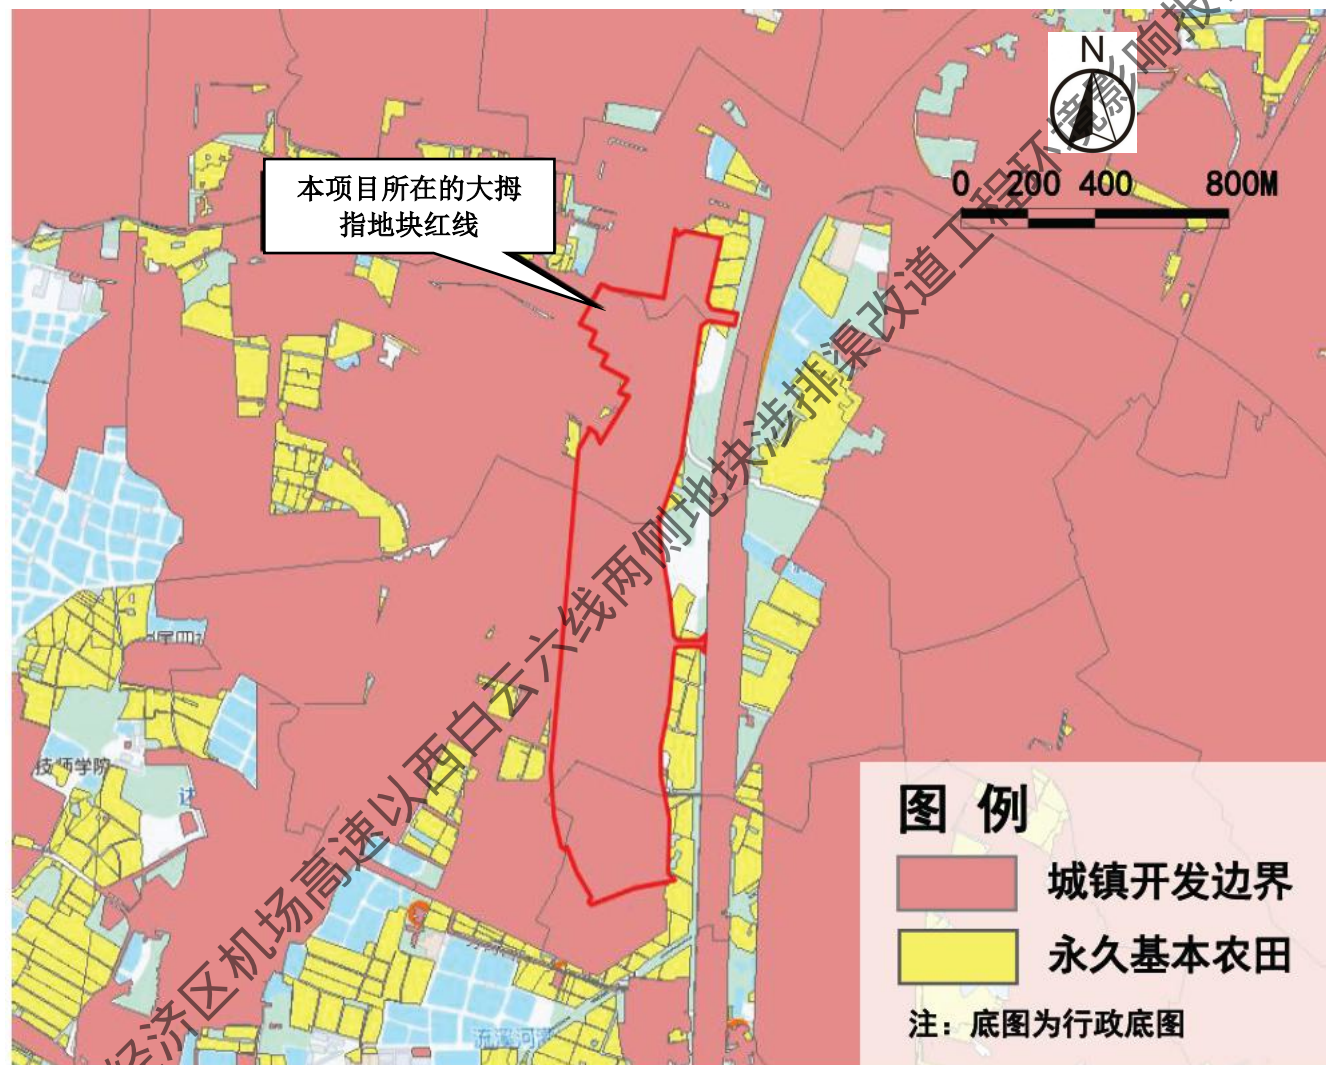 N
0 200 400 800M
本项目所在的大拇
指地块红线
经济区机场高速以西白云六线两侧地块涉排渠改道工程环境影响报
技师学院
达
流溪河
图 例
城镇开发边界
永久基本农田
注：底图为行政底图